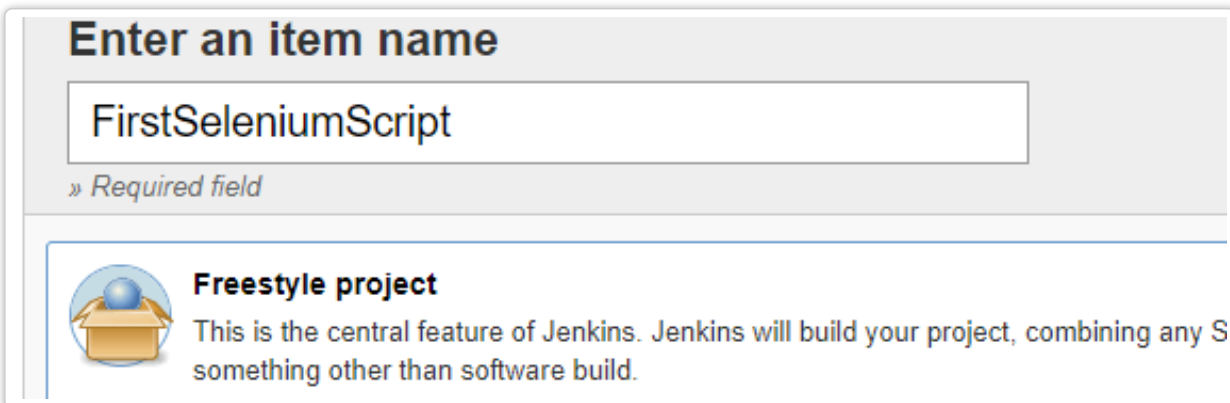 Enter an item name
FirstSeleniumScript
» Required field
Freestyle project
This is the central feature of Jenkins. Jenkins will build your project, combining any S
something other than software build.